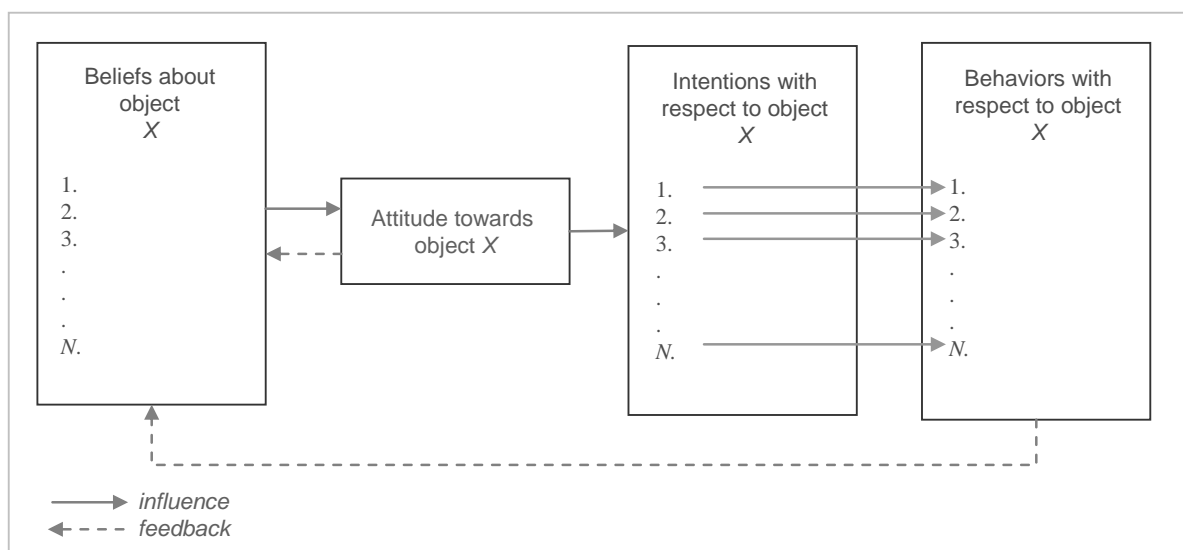 Beliefs about
object
X
1.
2.
3.
.
.
.
N.
Attitude towards
object X
Intentions with
respect to object
X
1.
2.
3.
.
.
.
N.
Behaviors with
respect to object
X
1.
2.
3.
.
.
.
N.
influence
feedback